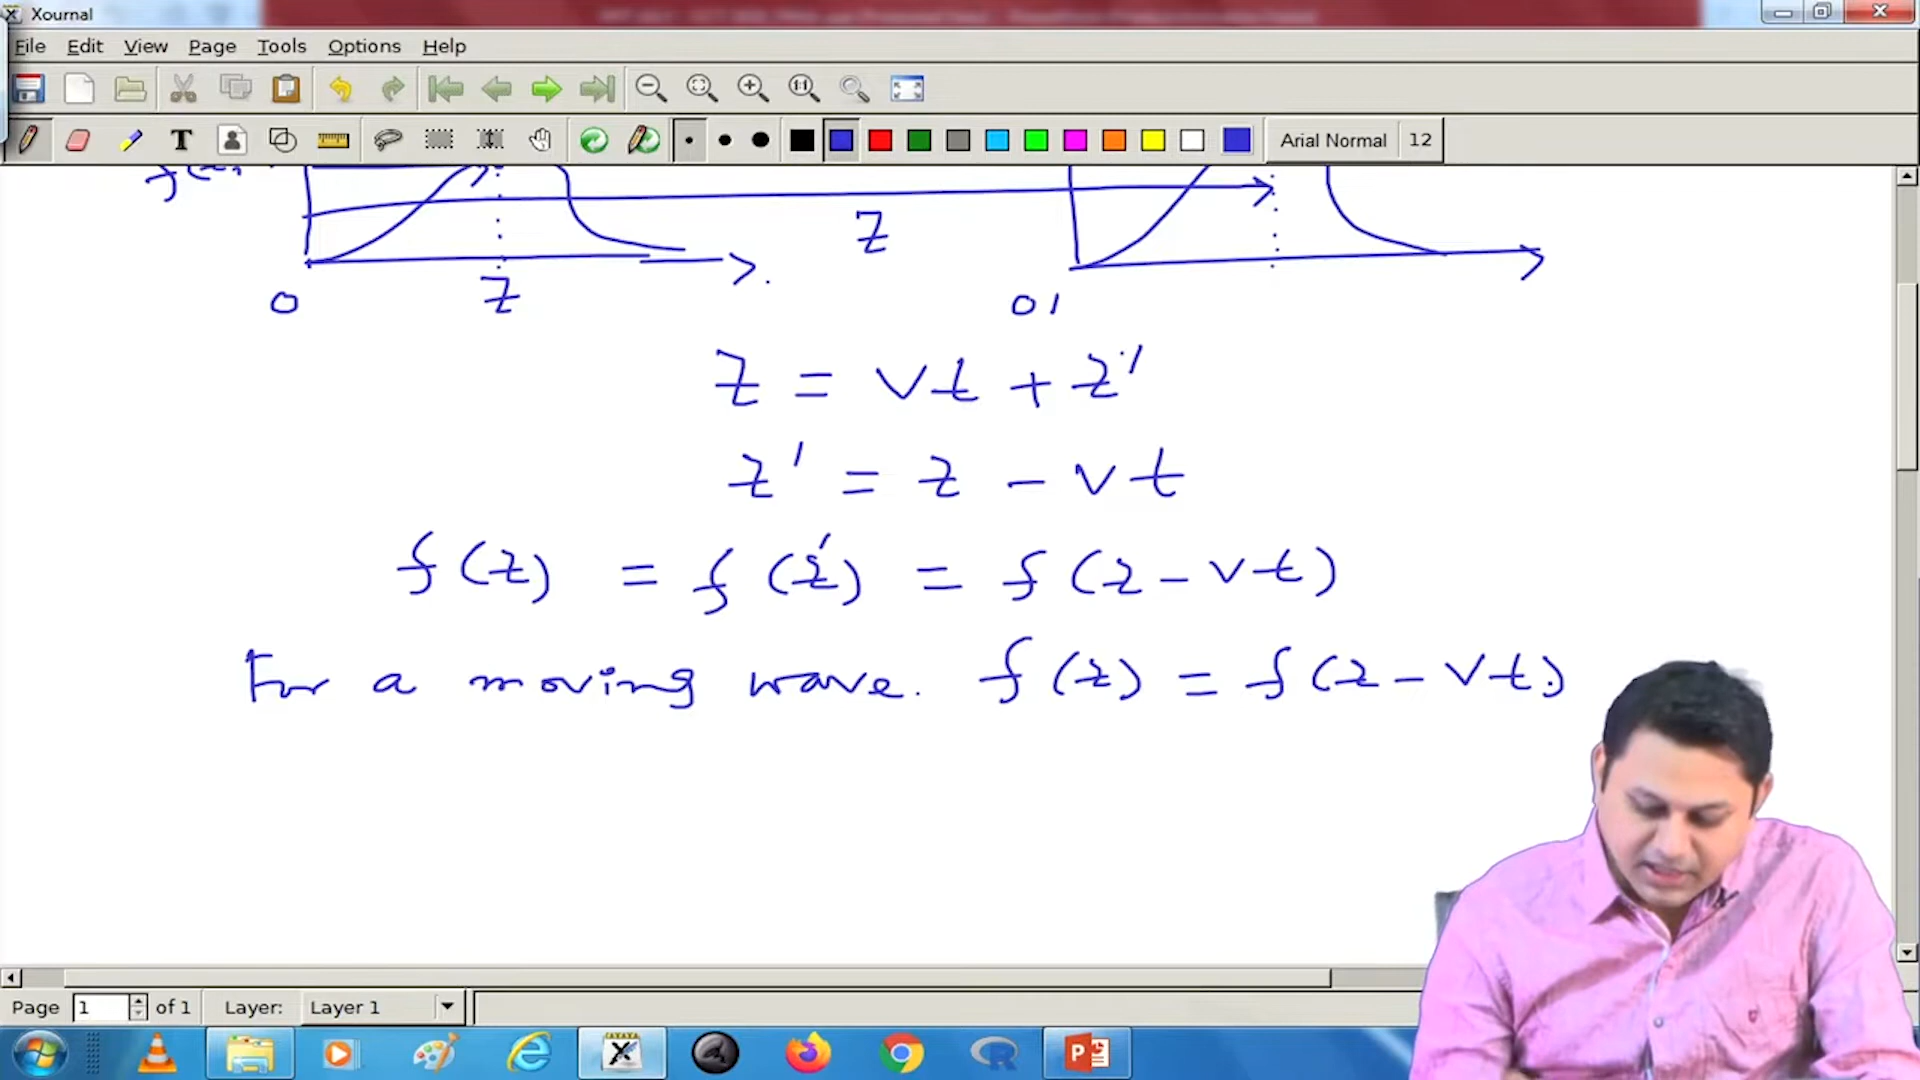 Xournal
File Edit View Page Tools Options Help
Arial Normal 12
z
0 z 01
z = vt + z'
z' = z - vt
f(z) = f(z') = f(z - vt)
For a moving wave. f(z) = f(z - vt)
Page 1 of 1 Layer: Layer 1